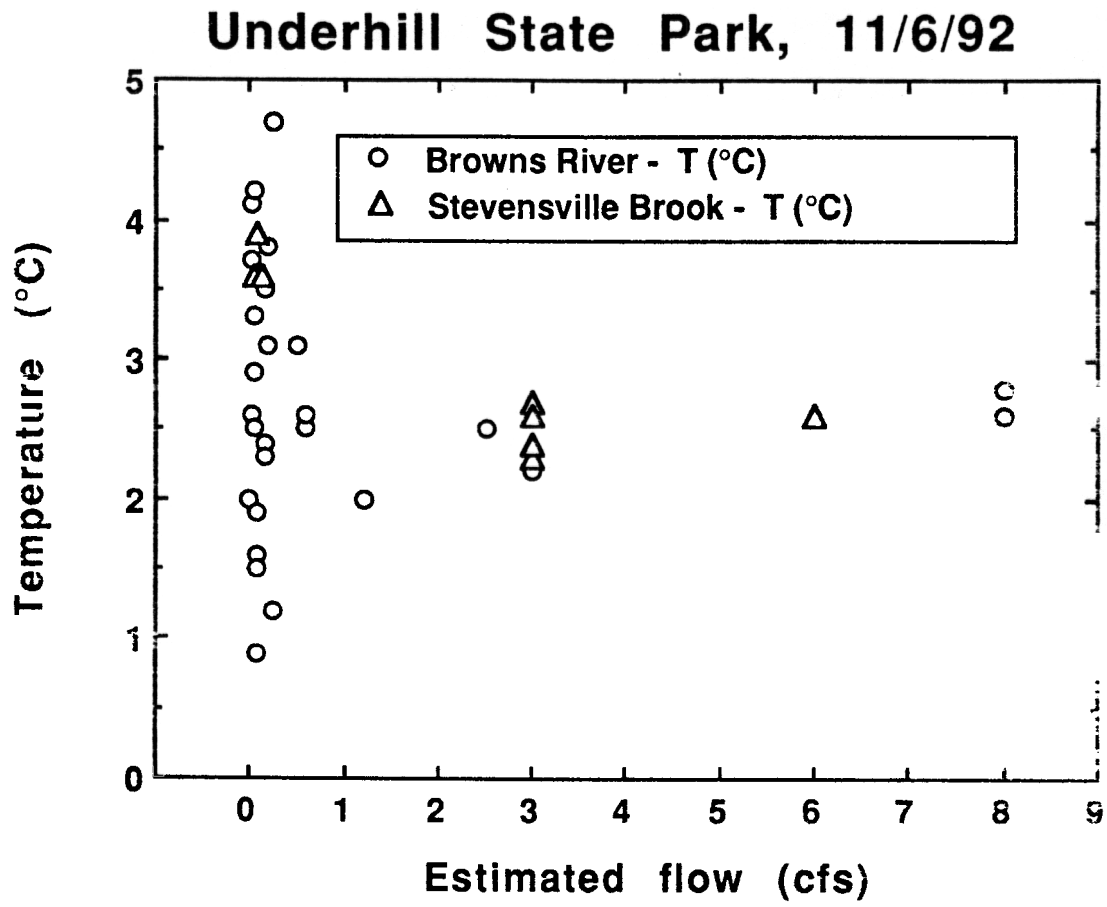 Underhill State Park, 11/6/92
Browns River - T (°C)
Stevensville Brook - T (°C)
Temperature (°C)
5
4
3
2
1
0
0 1 2 3 4 5 6 7 8 9
Estimated flow (cfs)